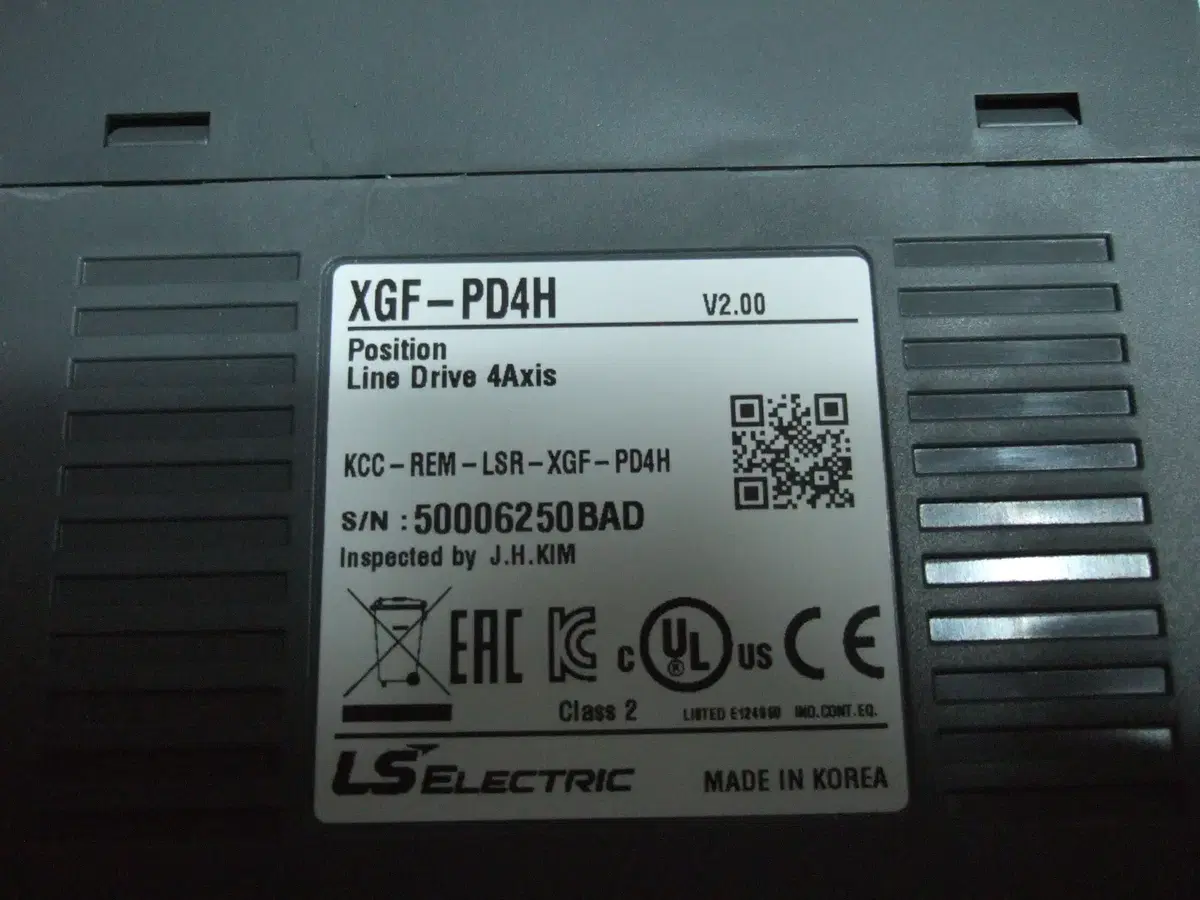 XGF-PD4H V2.00
Position
Line Drive 4Axis
KCC-REM-LSR-XGF-PD4H
S/N : 50006250BAD
Inspected by J.H.KIM
EAC KC c UL ® US CE
Class 2 LISTED IND.CONT.EQ.
LS ELECTRIC MADE IN KOREA